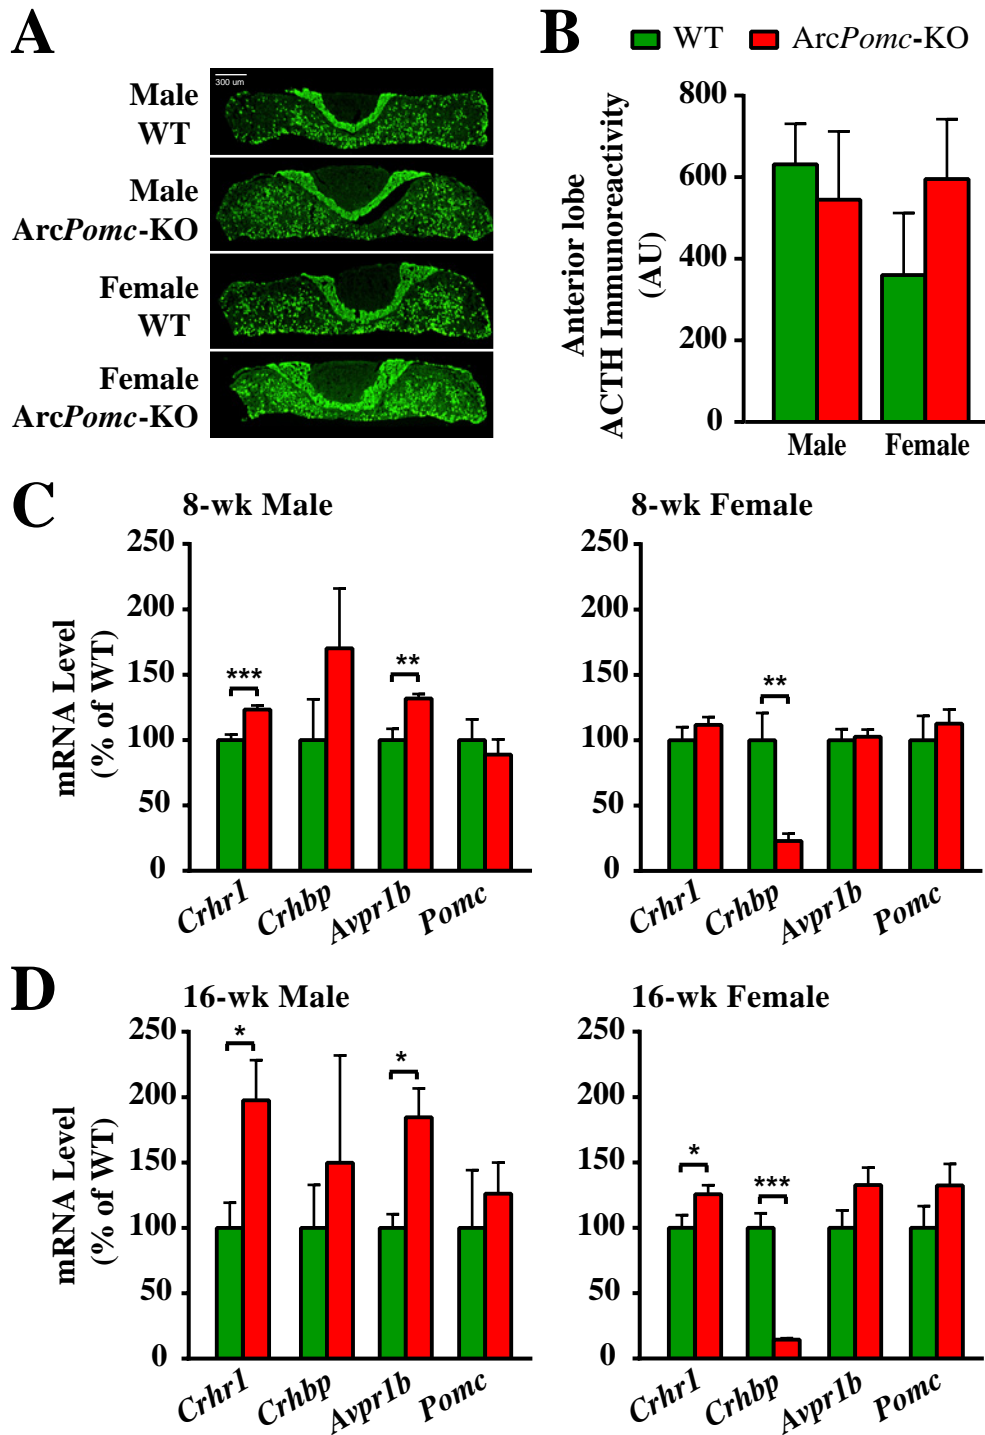 A
300 um
Male
WT
Male
ArcPomc-KO
Female
WT
Female
ArcPomc-KO
B
WT
ArcPomc-KO
Anterior lobe
ACTH Immunoreactivity
(AU)
800
600
400
200
0
Male
Female
C
8-wk Male
mRNA Level
(% of WT)
250
200
150
100
50
0
***
**
Crhr1
Crhbp
Avpr1b
Pomc
8-wk Female
250
200
150
100
50
0
**
Crhr1
Crhbp
Avpr1b
Pomc
D
16-wk Male
mRNA Level
(% of WT)
250
200
150
100
50
0
*
*
Crhr1
Crhbp
Avpr1b
Pomc
16-wk Female
250
200
150
100
50
0
*
***
Crhr1
Crhbp
Avpr1b
Pomc